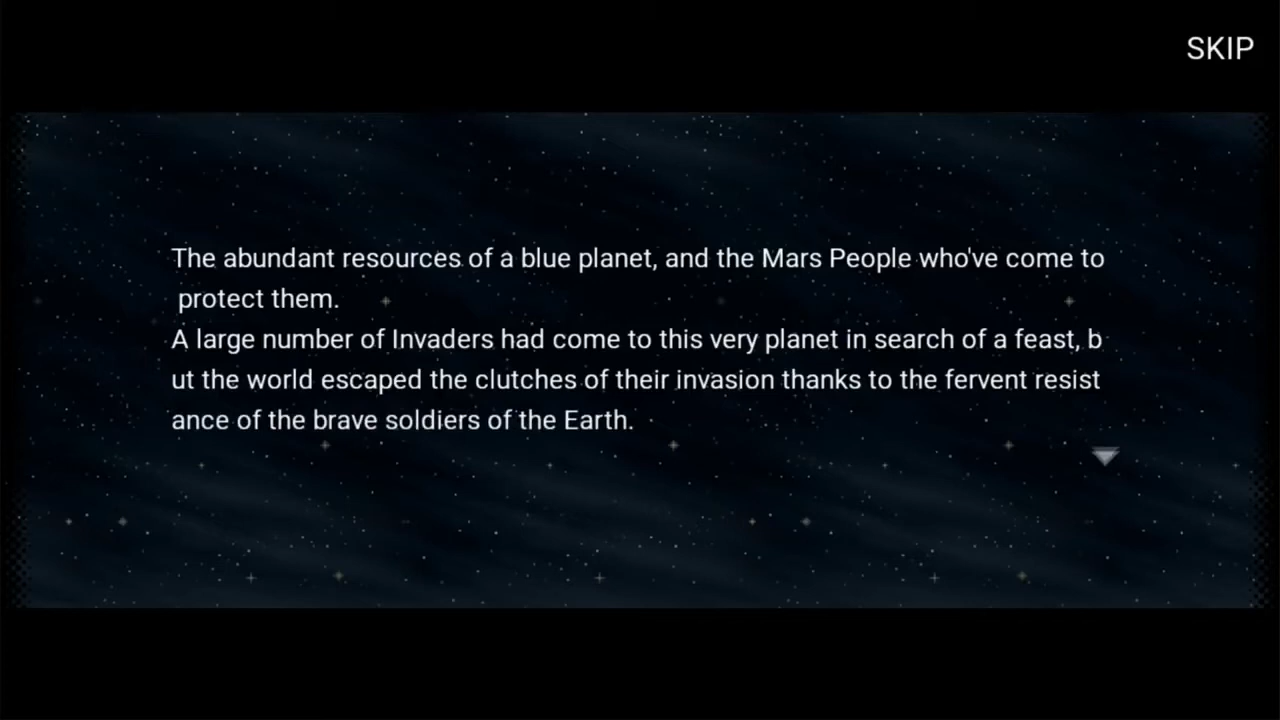 SKIP
The abundant resources of a blue planet, and the Mars People who've come to
protect them.
A large number of Invaders had come to this very planet in search of a feast, b
ut the world escaped the clutches of their invasion thanks to the fervent resist
ance of the brave soldiers of the Earth.